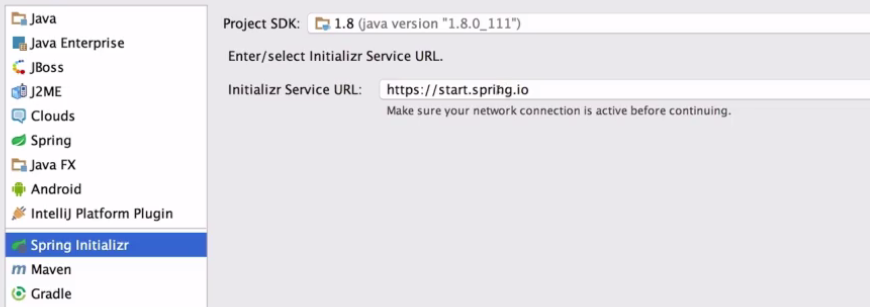 Java
Java Enterprise
JBoss
J2ME
Clouds
Spring
Java FX
Android
IntelliJ Platform Plugin
Spring Initializr
m Maven
Gradle
Project SDK: 1.8 (java version "1.8.0_111")
Enter/select Initializr Service URL.
Initializr Service URL: https://start.spring.io
Make sure your network connection is active before continuing.